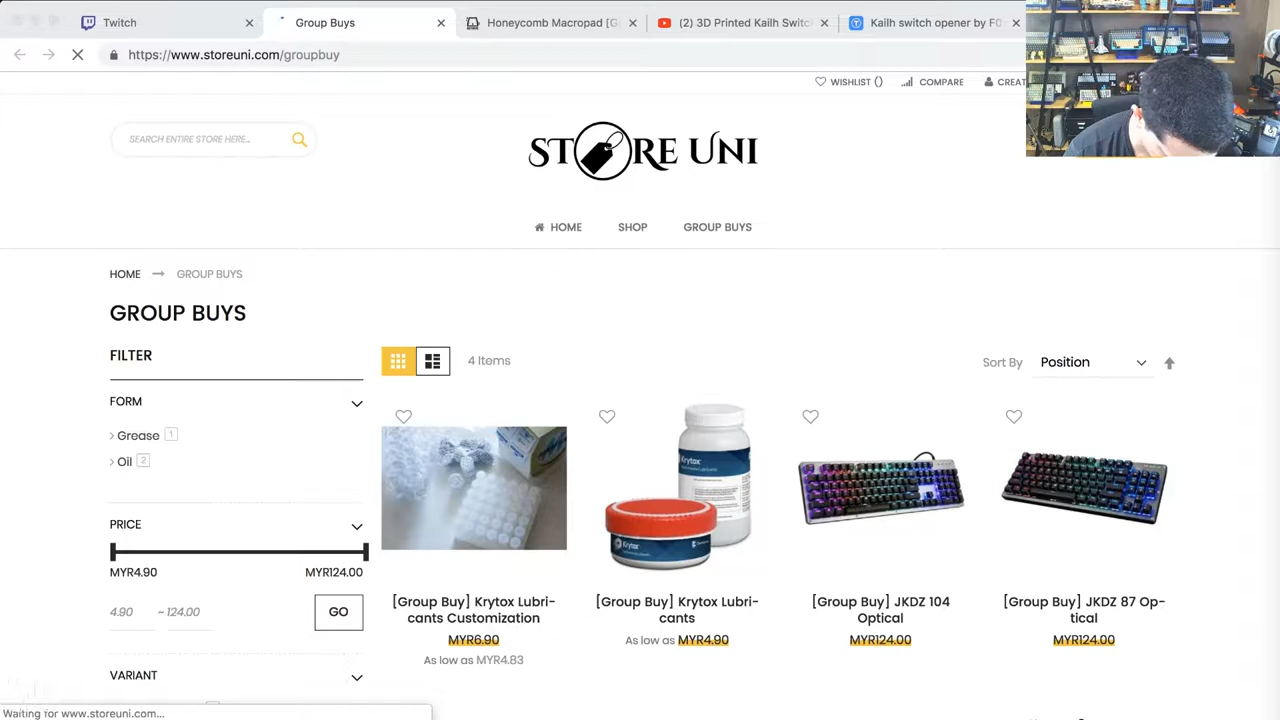 Twitch
Group Buys
Honeycomb Macropad [G
(2) 3D Printed Kailh Switc
Kailh switch opener by F0
https://www.storeuni.com/groupbuy
WISHLIST ()
COMPARE
CREAT
SEARCH ENTIRE STORE HERE...
STORE UNI
HOME
SHOP
GROUP BUYS
HOME
GROUP BUYS
GROUP BUYS
FILTER
4 Items
Sort By
Position
FORM
Grease 1
Oil 2
PRICE
MYR4.90
MYR124.00
4.90
~ 124.00
GO
VARIANT
Krytox
Krytox
[Group Buy] Krytox Lubri-
cants Customization
MYR6.90
As low as MYR4.83
[Group Buy] Krytox Lubri-
cants
As low as MYR4.90
[Group Buy] JKDZ 104
Optical
MYR124.00
[Group Buy] JKDZ 87 Op-
tical
MYR124.00
Waiting for www.storeuni.com...